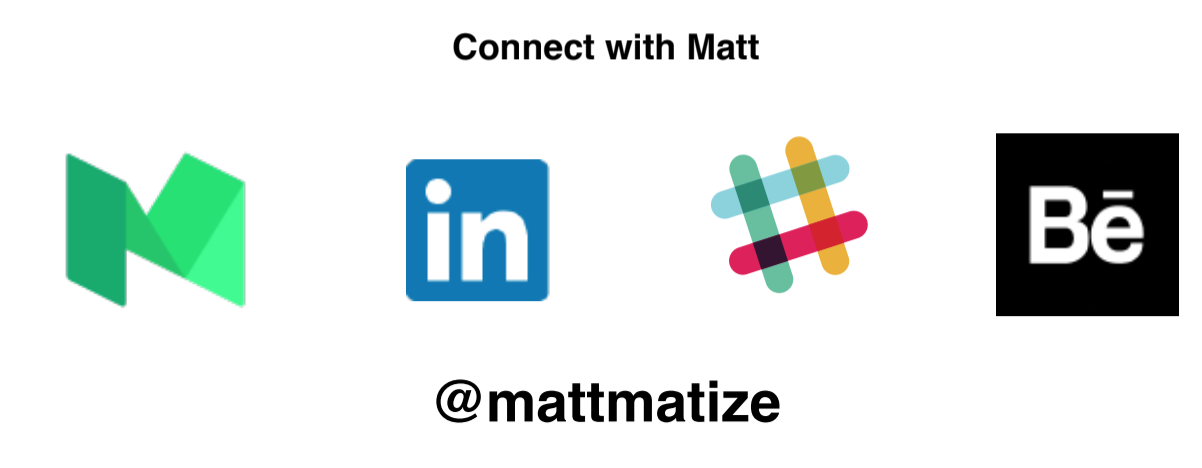 Connect with Matt
in
Bē
@mattmatize